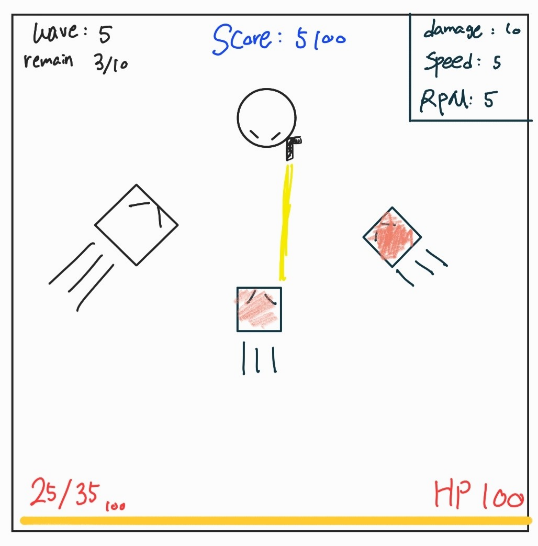 Wave: 5
remain 3/10
Score: 5100
damage: 10
Speed: 5
RPM: 5
25/35 100
HP 100